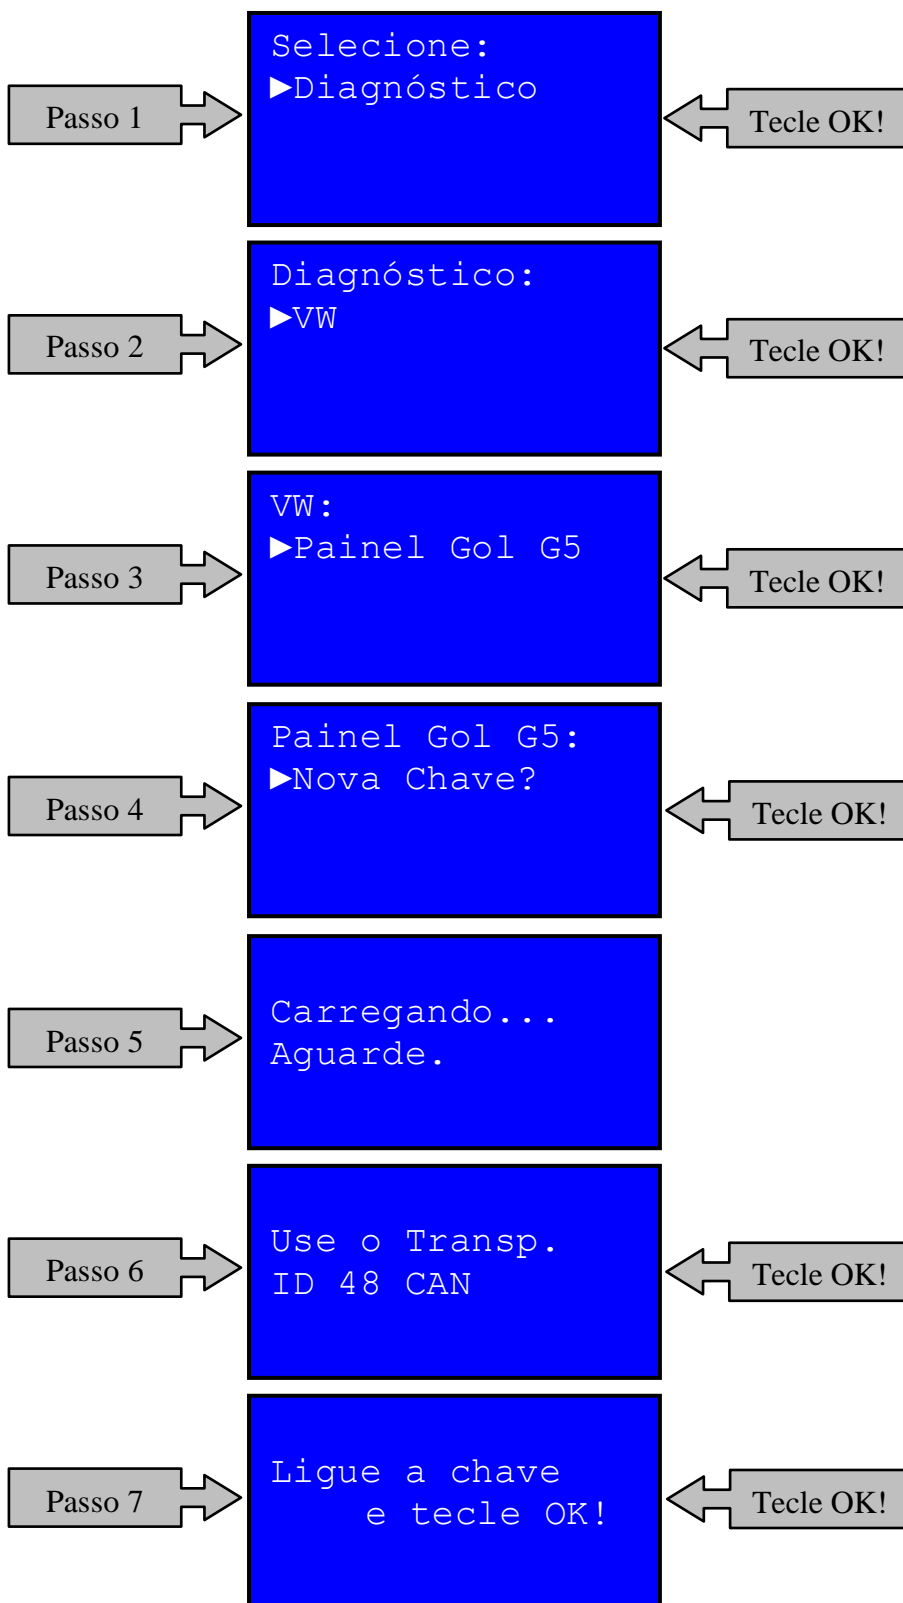 Selecione:
►Diagnóstico
Passo 1
Tecle OK!
Diagnóstico:
►VW
Passo 2
Tecle OK!
VW:
►Painel Gol G5
Passo 3
Tecle OK!
Painel Gol G5:
►Nova Chave?
Passo 4
Tecle OK!
Carregando...
Aguarde.
Passo 5
Use o Transp.
ID 48 CAN
Passo 6
Tecle OK!
Ligue a chave
e tecle OK!
Passo 7
Tecle OK!